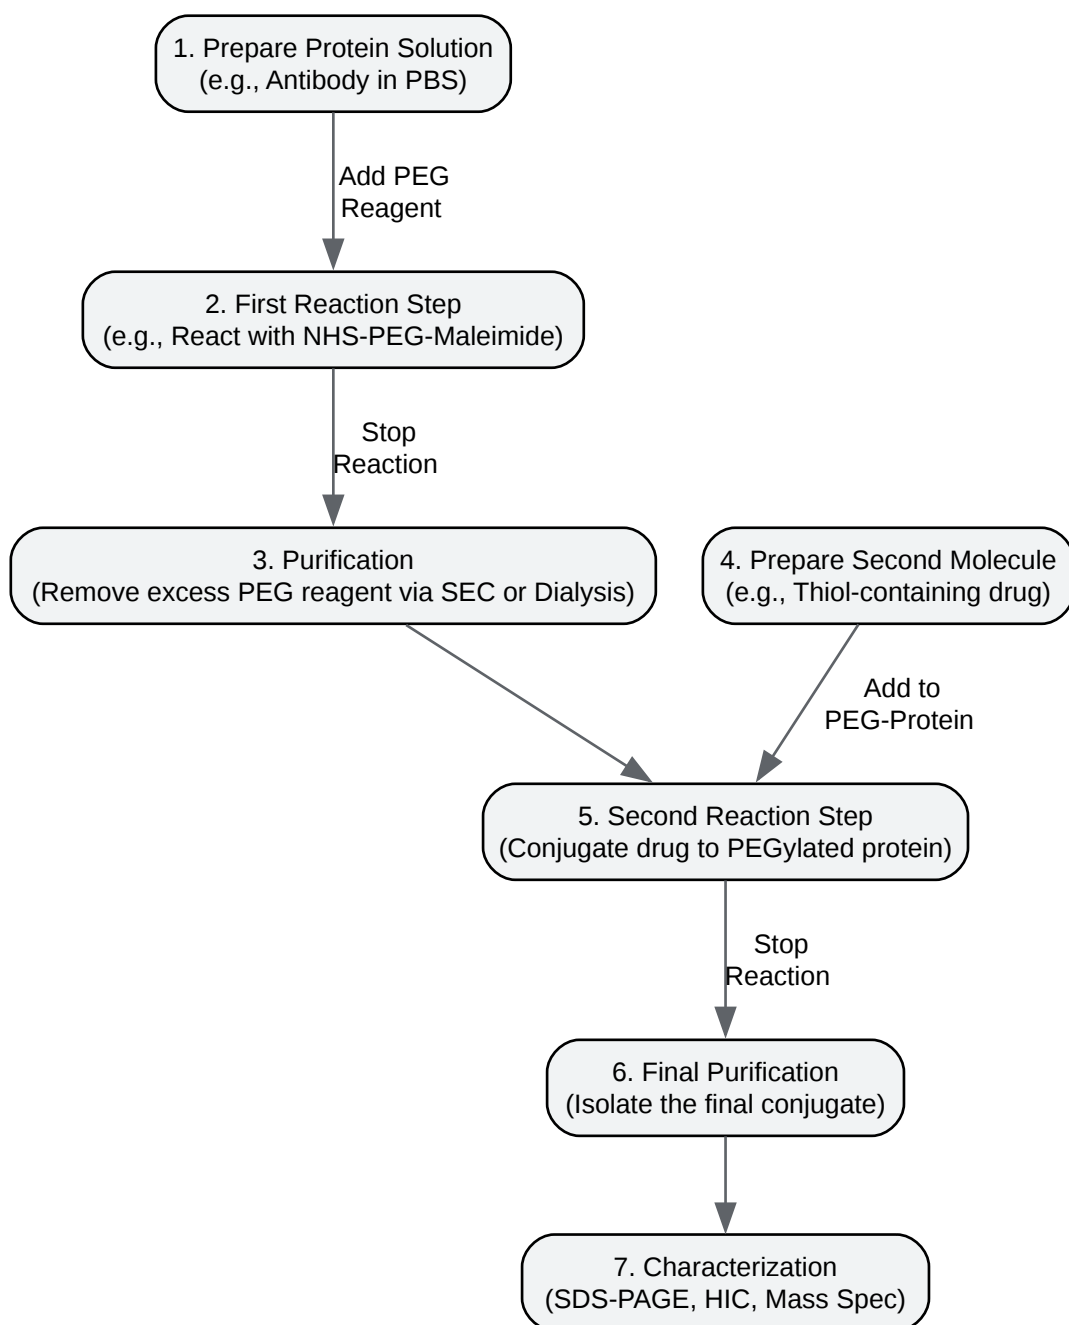 1. Prepare Protein Solution
(e.g., Antibody in PBS)
Add PEG
Reagent
2. First Reaction Step
(e.g., React with NHS-PEG-Maleimide)
Stop
Reaction
3. Purification
(Remove excess PEG reagent via SEC or Dialysis)
4. Prepare Second Molecule
(e.g., Thiol-containing drug)
Add to
PEG-Protein
5. Second Reaction Step
(Conjugate drug to PEGylated protein)
Stop
Reaction
6. Final Purification
(Isolate the final conjugate)
7. Characterization
(SDS-PAGE, HIC, Mass Spec)